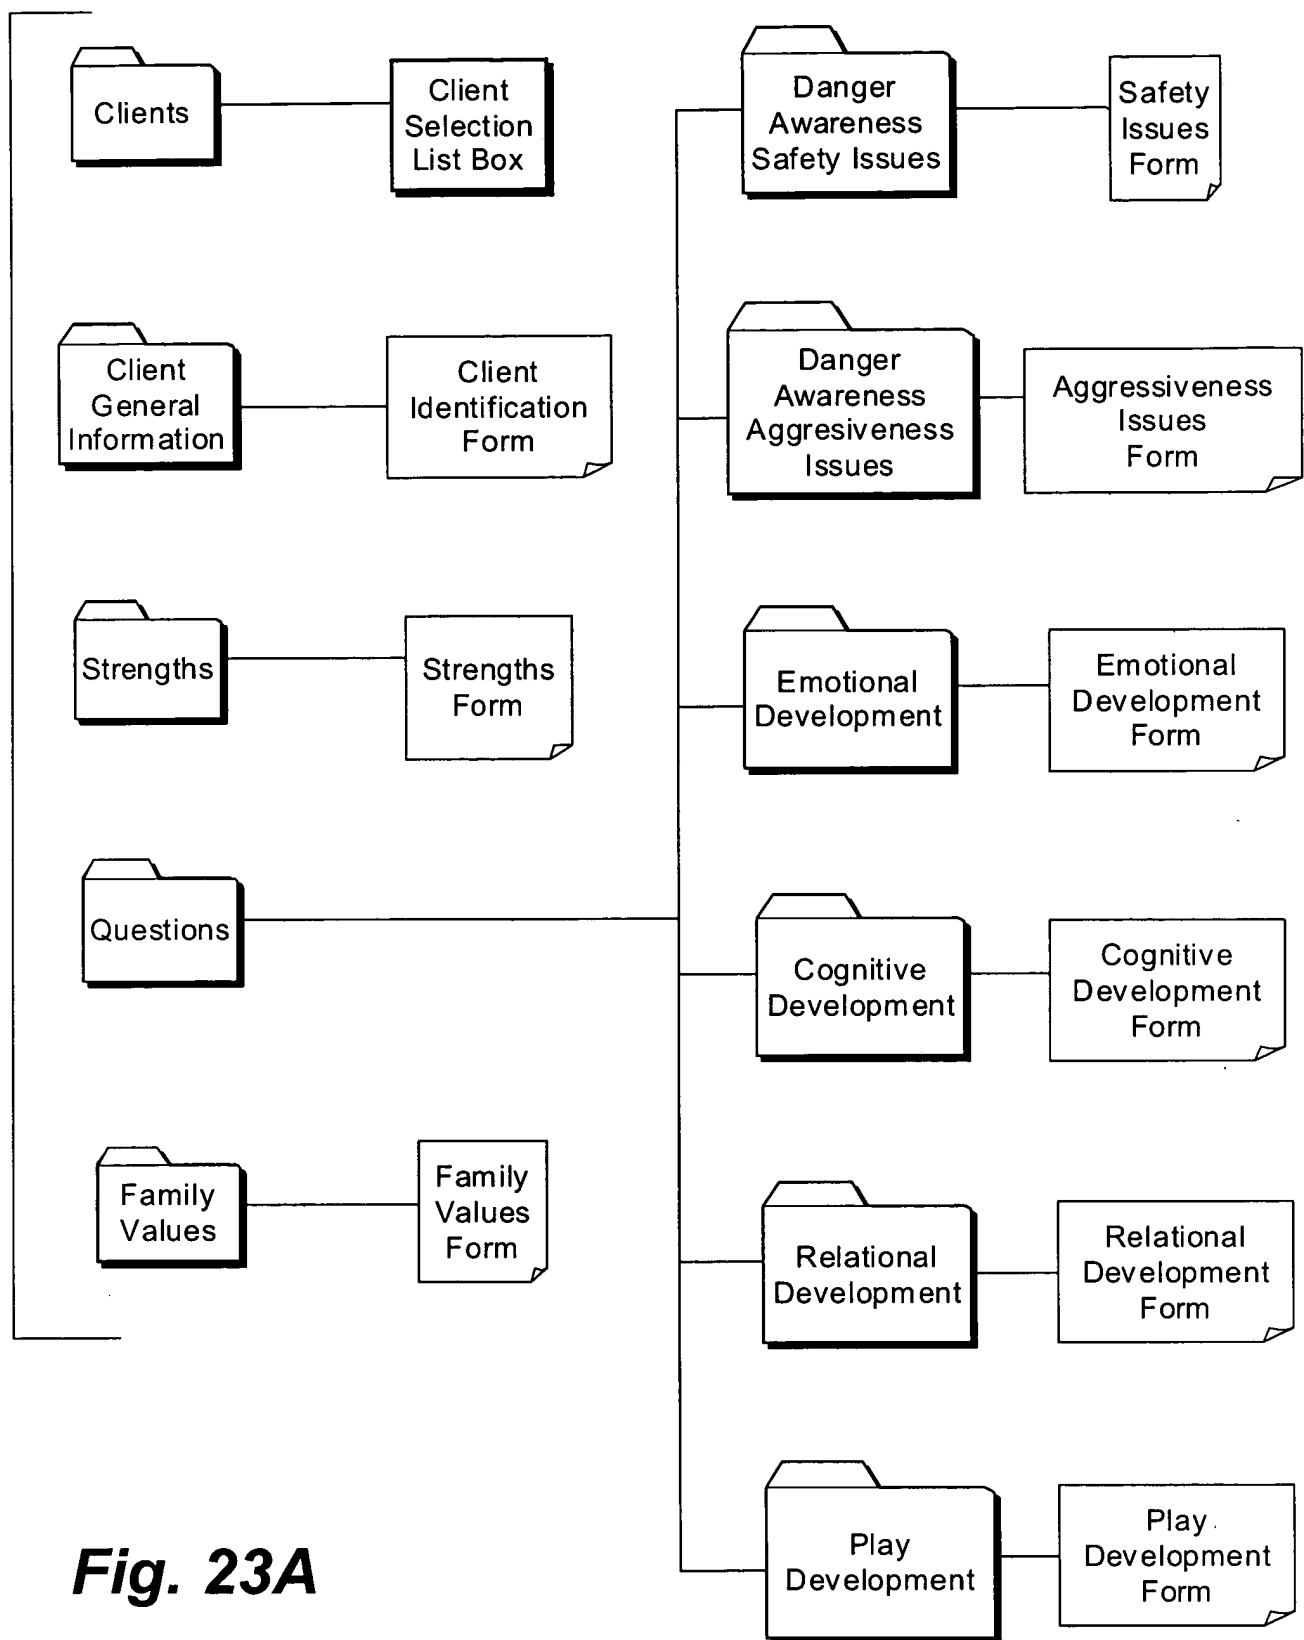 Clients
Client
Selection
List Box
Client
General
Information
Client
Identification
Form
Strengths
Strengths
Form
Questions
Family
Values
Family
Values
Form
Danger
Awareness
Safety Issues
Safety
Issues
Form
Danger
Awareness
Aggresiveness
Issues
Aggressiveness
Issues
Form
Emotional
Development
Emotional
Development
Form
Cognitive
Development
Cognitive
Development
Form
Relational
Development
Relational
Development
Form
Play
Development
Play
Development
Form
Fig. 23A